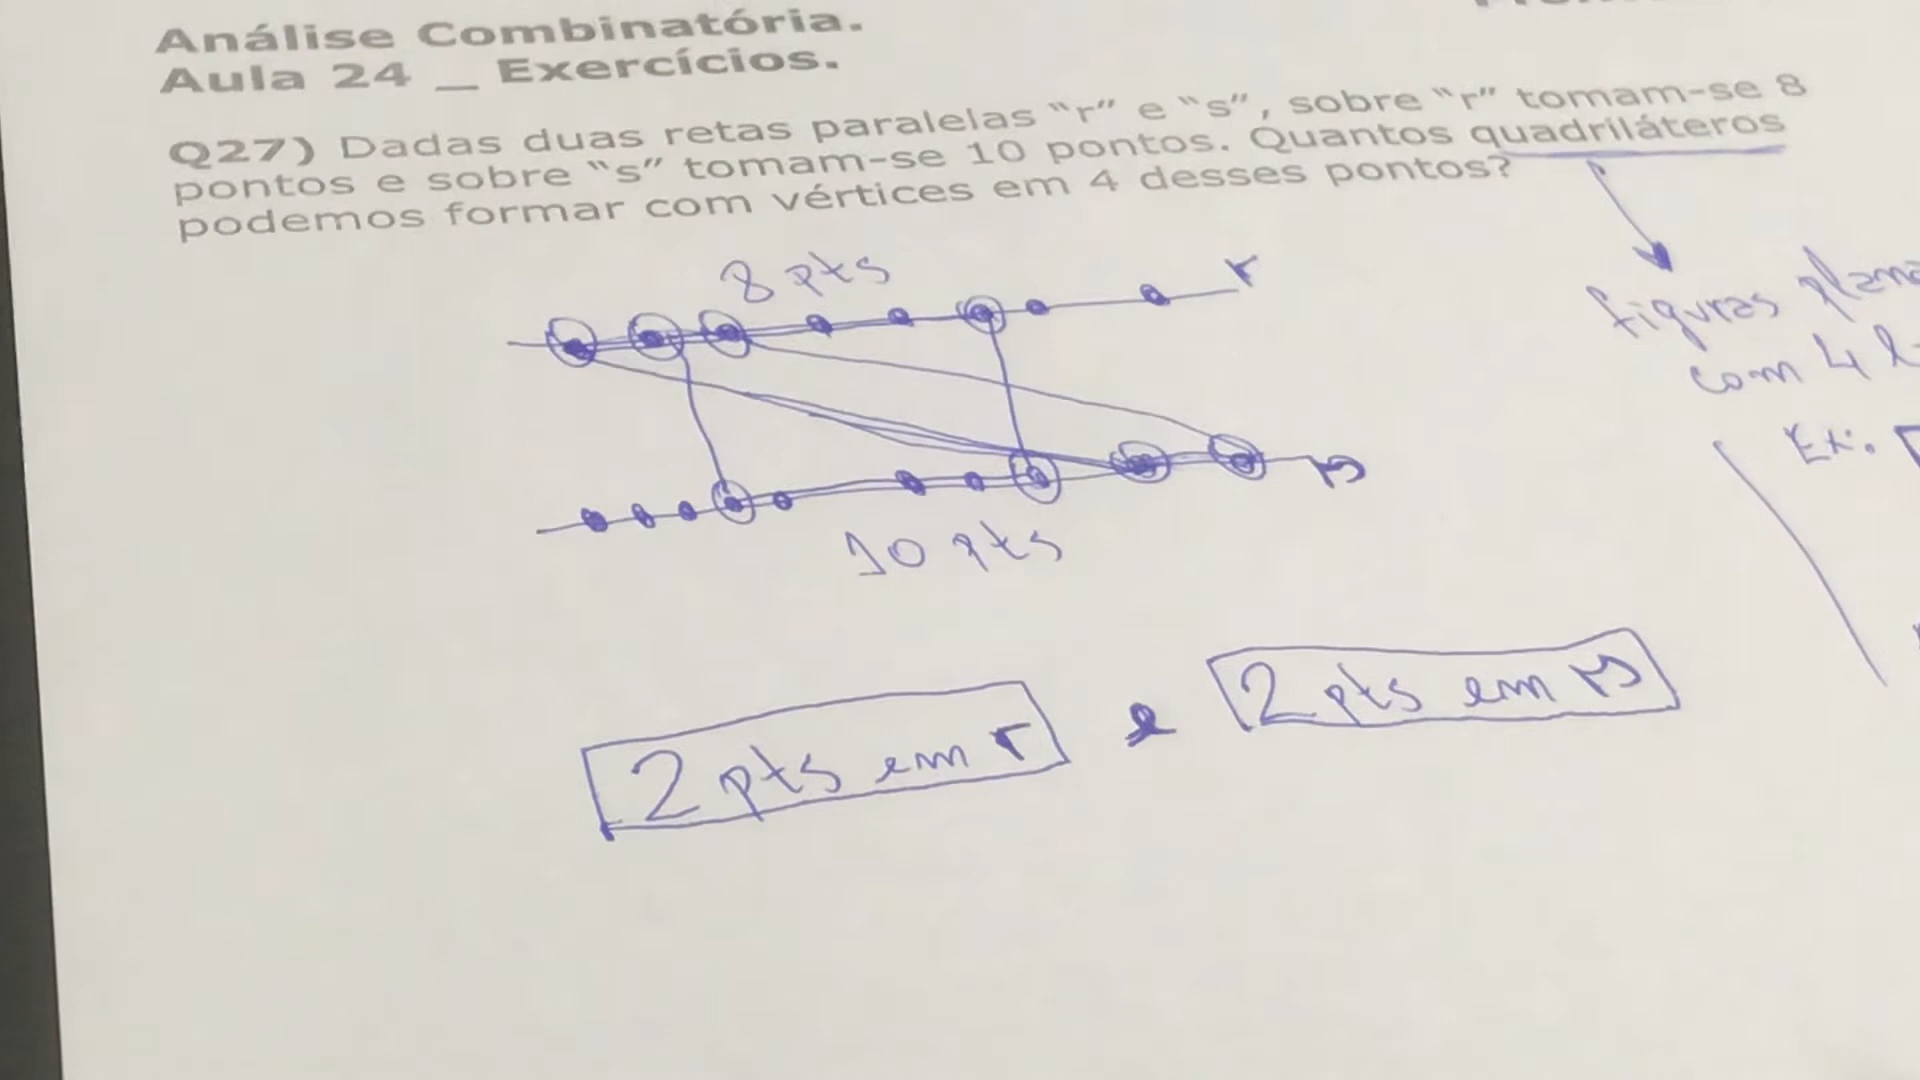 Análise Combinatória.
Aula 24 _ Exercícios.
Q27) Dadas duas retas paralelas "r" e "s", sobre "r" tomam-se 8
pontos e sobre "s" tomam-se 10 pontos. Quantos quadriláteros
podemos formar com vértices em 4 desses pontos?
8 pts
r
figuras
com 4
Ex:
s
10 pts
2 pts em r e 2 pts em s